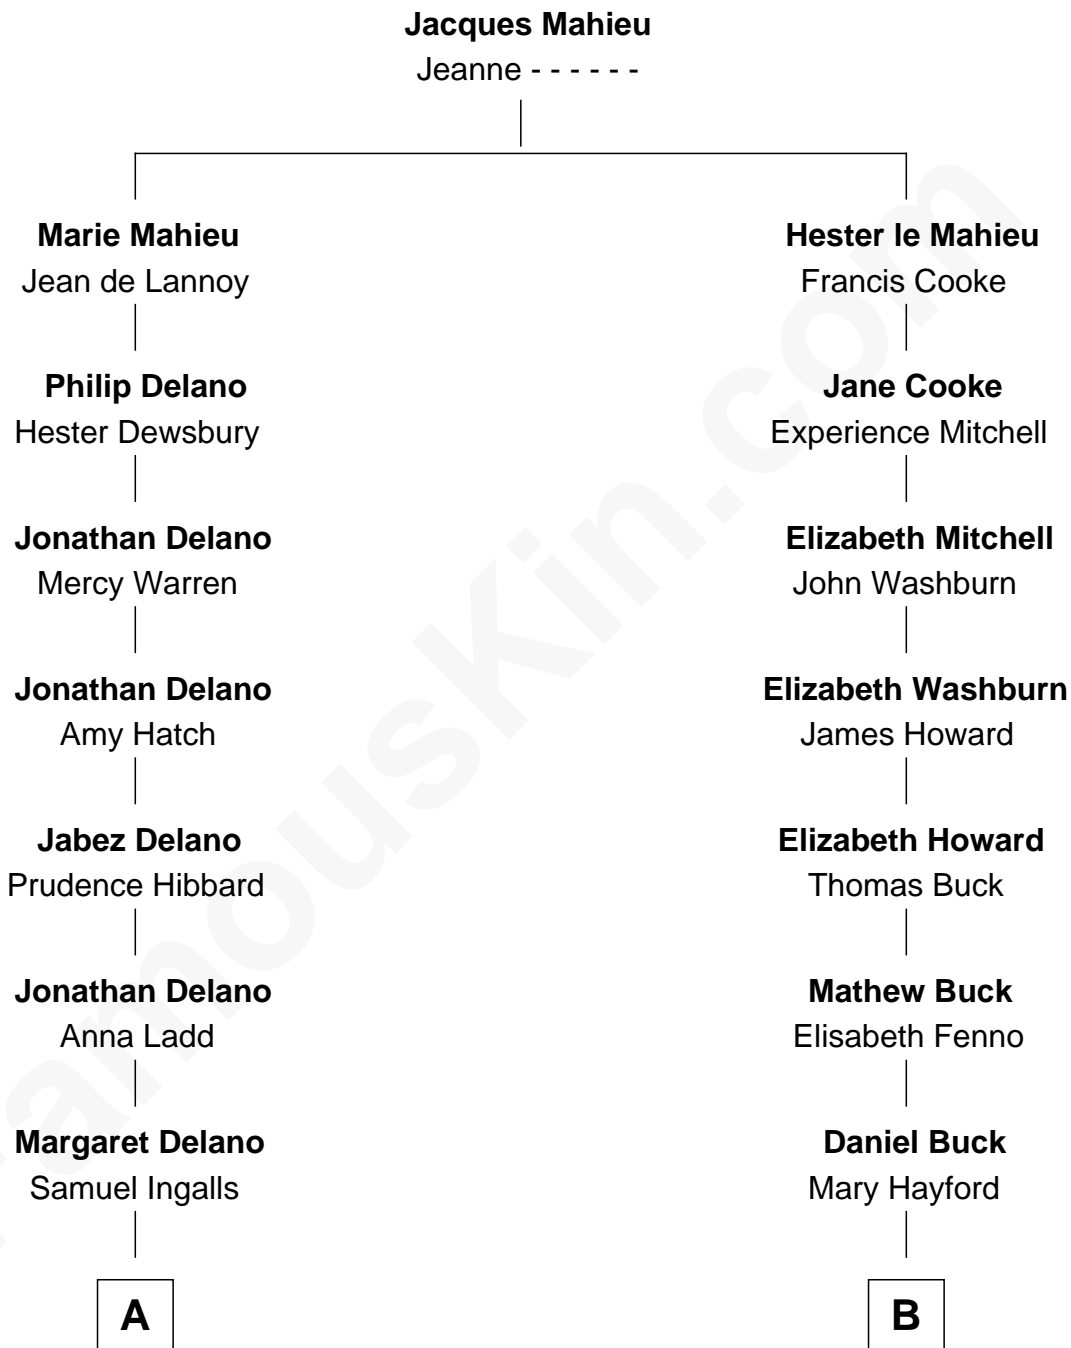 Jacques Mahieu
Jeanne - - - - - -
Marie Mahieu
Jean de Lannoy
Philip Delano
Hester Dewsbury
Jonathan Delano
Mercy Warren
Jonathan Delano
Amy Hatch
Jabez Delano
Prudence Hibbard
Jonathan Delano
Anna Ladd
Margaret Delano
Samuel Ingalls
A
Hester le Mahieu
Francis Cooke
Jane Cooke
Experience Mitchell
Elizabeth Mitchell
John Washburn
Elizabeth Washburn
James Howard
Elizabeth Howard
Thomas Buck
Mathew Buck
Elisabeth Fenno
Daniel Buck
Mary Hayford
B
FamousKin.com